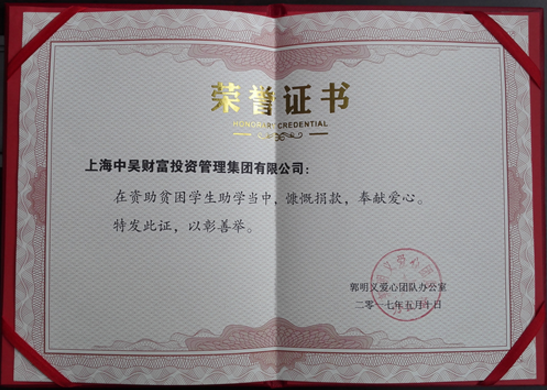 荣誉证书
HONORARY CREDENTIAL
上海中吴财富投资管理集团有限公司：
在资助贫困学生助学当中，慷慨捐款，奉献爱心。
特发此证，以彰善举。
郭明义爱心团队办公室
二零一七年五月十日